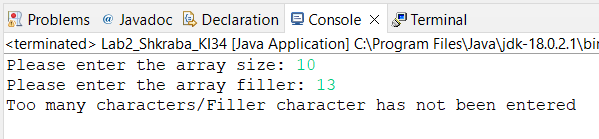 Problems @ Javadoc Declaration Console Terminal
<terminated> Lab2_Shkraba_KI34 [Java Application] C:\Program Files\Java\jdk-18.0.2.1\bin
Please enter the array size: 10
Please enter the array filler: 13
Too many characters/Filler character has not been entered